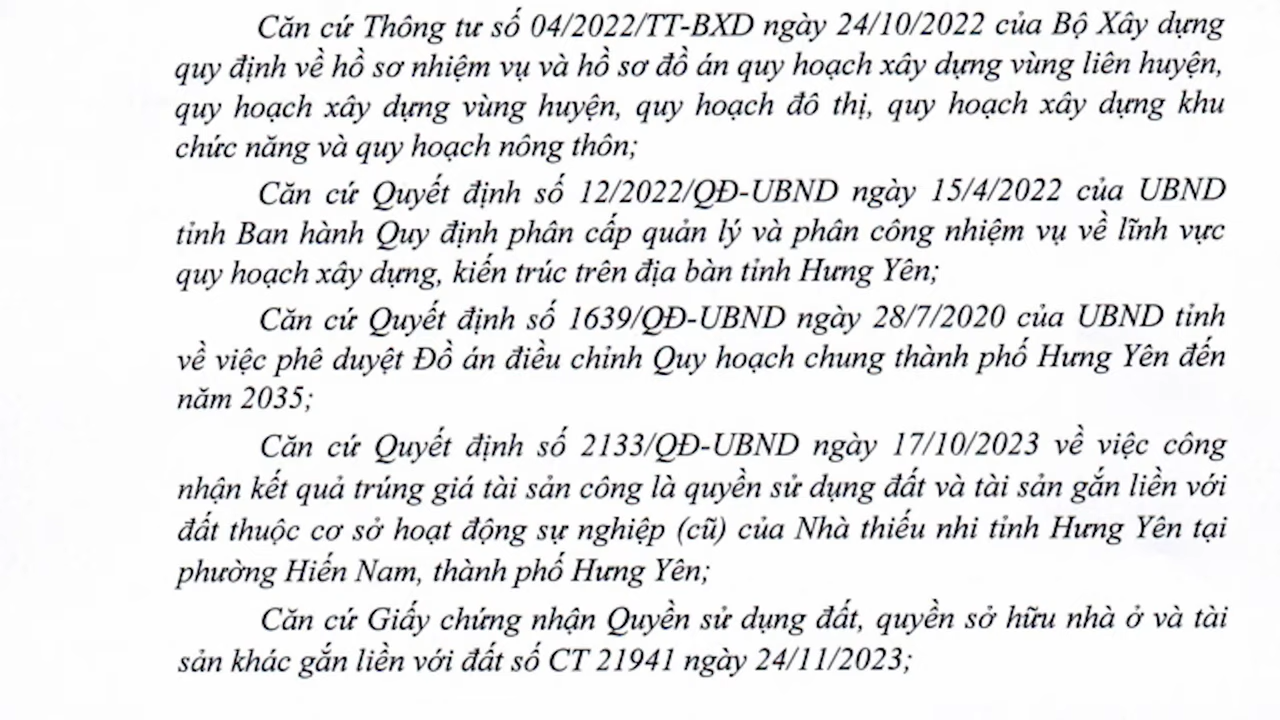 Căn cứ Thông tư số 04/2022/TT-BXD ngày 24/10/2022 của Bộ Xây dựng
quy định về hồ sơ nhiệm vụ và hồ sơ đồ án quy hoạch xây dựng vùng liên huyện,
quy hoạch xây dựng vùng huyện, quy hoạch đô thị, quy hoạch xây dựng khu
chức năng và quy hoạch nông thôn;
Căn cứ Quyết định số 12/2022/QĐ-UBND ngày 15/4/2022 của UBND
tỉnh Ban hành Quy định phân cấp quản lý và phân công nhiệm vụ về lĩnh vực
quy hoạch xây dựng, kiến trúc trên địa bàn tỉnh Hưng Yên;
Căn cứ Quyết định số 1639/QĐ-UBND ngày 28/7/2020 của UBND tỉnh
về việc phê duyệt Đồ án điều chỉnh Quy hoạch chung thành phố Hưng Yên đến
năm 2035;
Căn cứ Quyết định số 2133/QĐ-UBND ngày 17/10/2023 về việc công
nhận kết quả trúng giá tài sản công là quyền sử dụng đất và tài sản gắn liền với
đất thuộc cơ sở hoạt động sự nghiệp (cũ) của Nhà thiếu nhi tỉnh Hưng Yên tại
phường Hiến Nam, thành phố Hưng Yên;
Căn cứ Giấy chứng nhận Quyền sử dụng đất, quyền sở hữu nhà ở và tài
sản khác gắn liền với đất số CT 21941 ngày 24/11/2023;